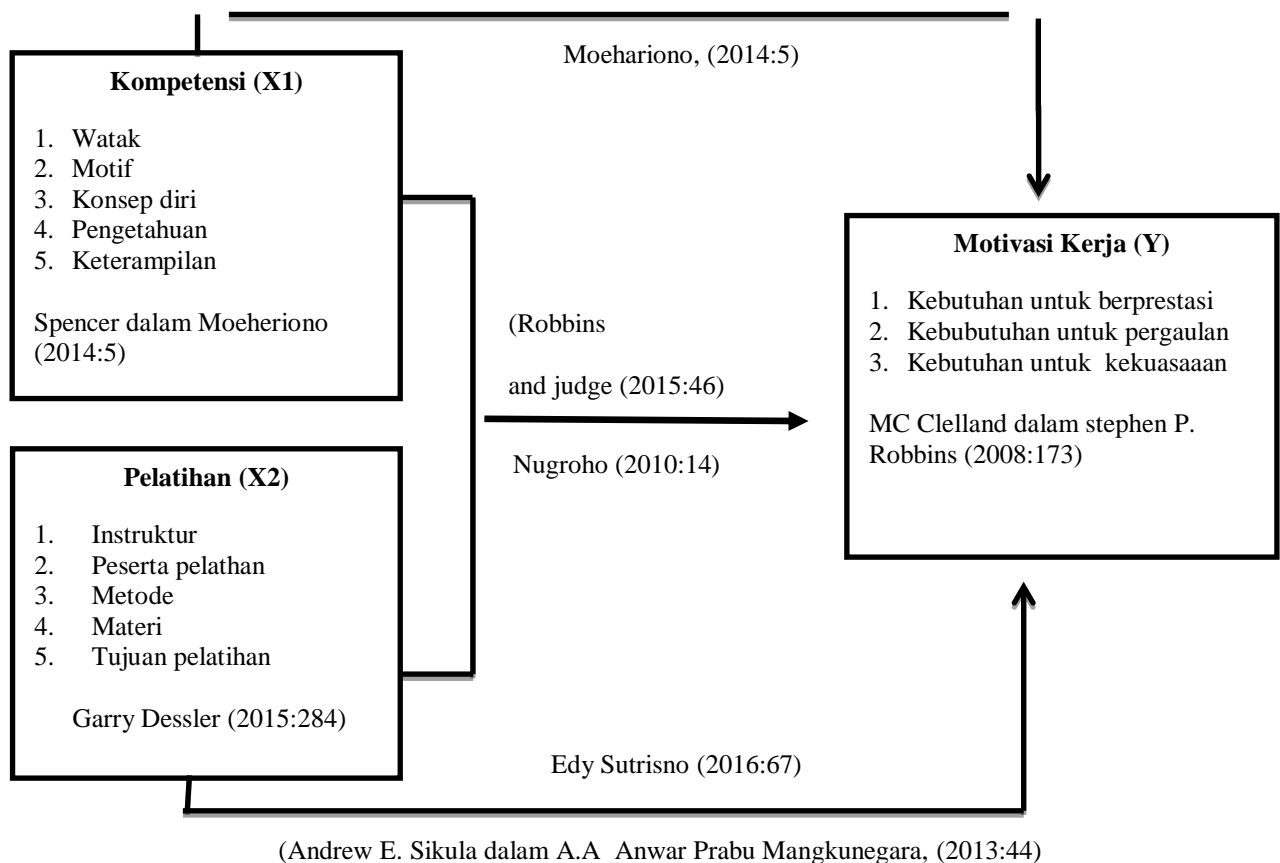 Moehariono, (2014:5)
Kompetensi (X1)
1. Watak
2. Motif
3. Konsep diri
4. Pengetahuan
5. Keterampilan
Spencer dalam Moeheriono
(2014:5)
(Robbins
and judge (2015:46)
Nugroho (2010:14)
Motivasi Kerja (Y)
1. Kebutuhan untuk berprestasi
2. Kebubutuhan untuk pergaulan
3. Kebutuhan untuk kekuasaaan
MC Clelland dalam stephen P.
Robbins (2008:173)
Pelatihan (X2)
1. Instruktur
2. Peserta pelathan
3. Metode
4. Materi
5. Tujuan pelatihan
Garry Dessler (2015:284)
Edy Sutrisno (2016:67)
(Andrew E. Sikula dalam A.A Anwar Prabu Mangkunegara, (2013:44)